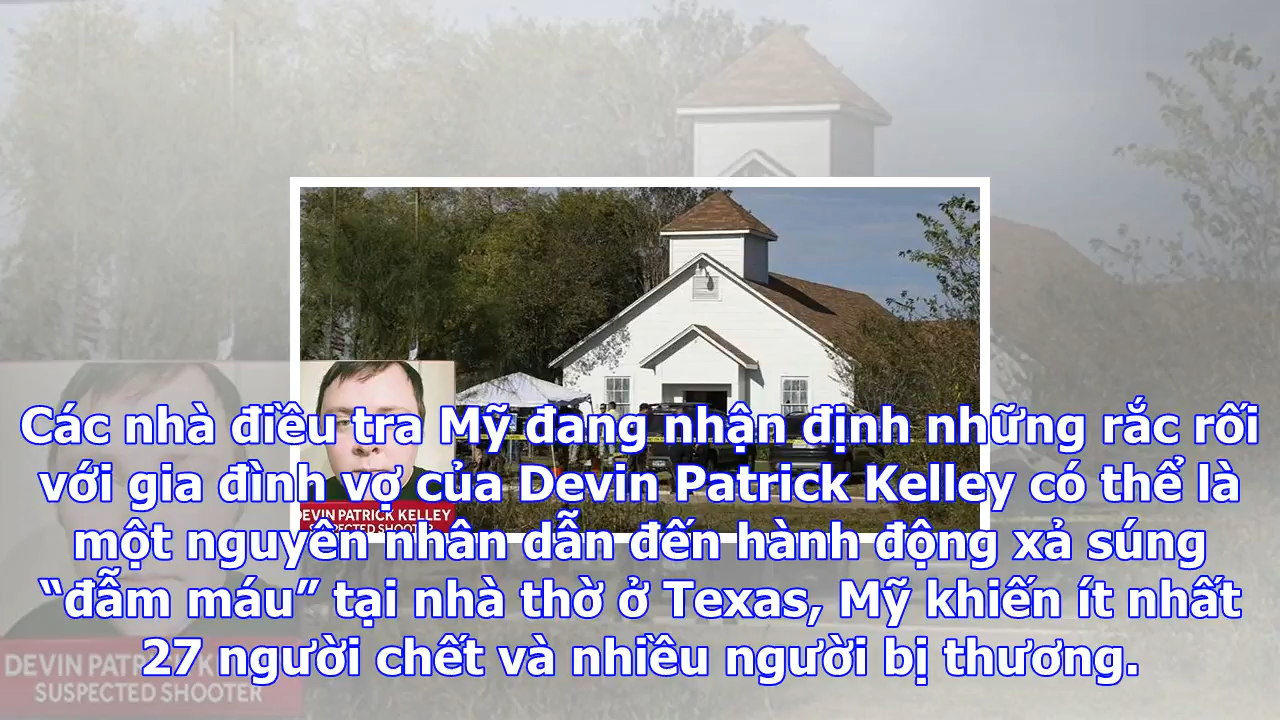 Các nhà điều tra Mỹ đang nhận định những rắc rối
với gia đình vợ của Devin Patrick Kelley có thể là
một nguyên nhân dẫn đến hành động xả súng
“đẫm máu” tại nhà thờ ở Texas, Mỹ khiến ít nhất
27 người chết và nhiều người bị thương.
DEVIN PATRICK KELLEY
SUSPECTED SHOOTER
DEVIN PATRICK K
SUSPECTED SHOOTER